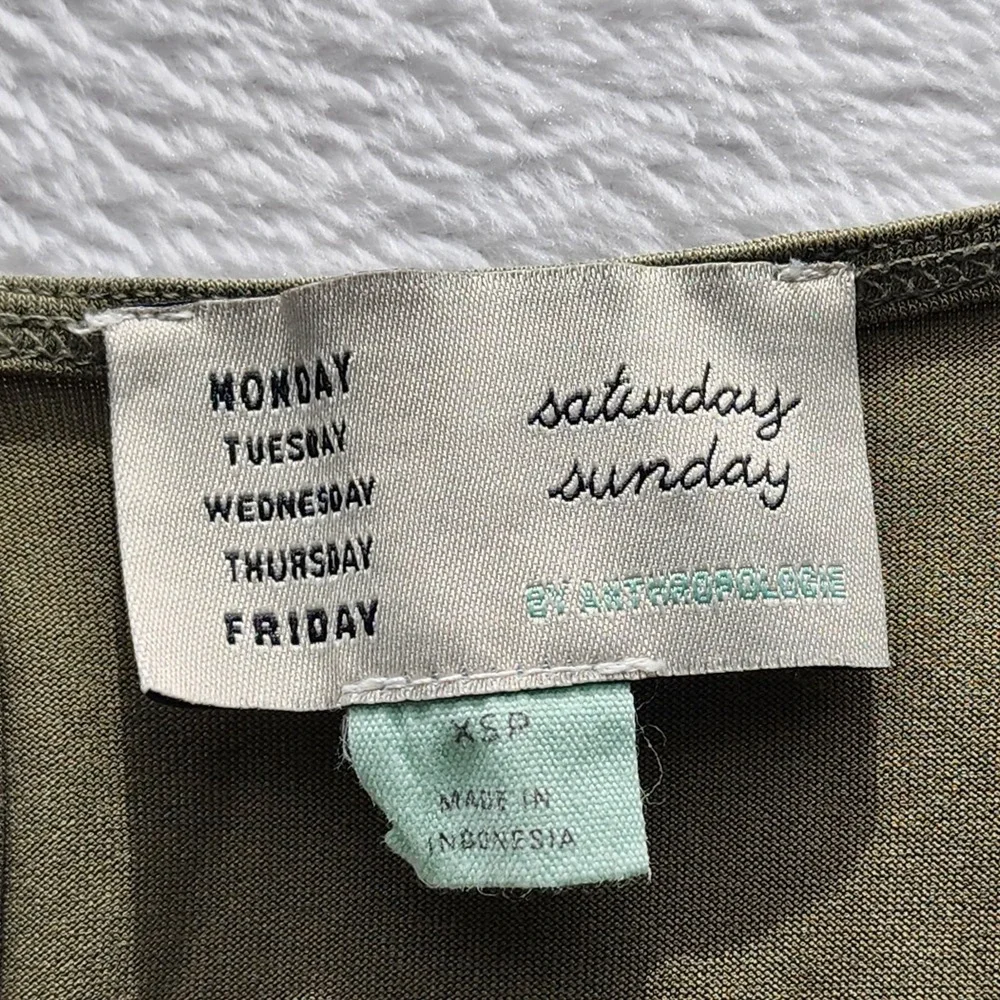 MONDAY
TUESDAY
WEDNESDAY
THURSDAY
FRIDAY
saturday
sunday
BY ANTHROPOLOGIE
XSP
MADE IN
INDONESIA